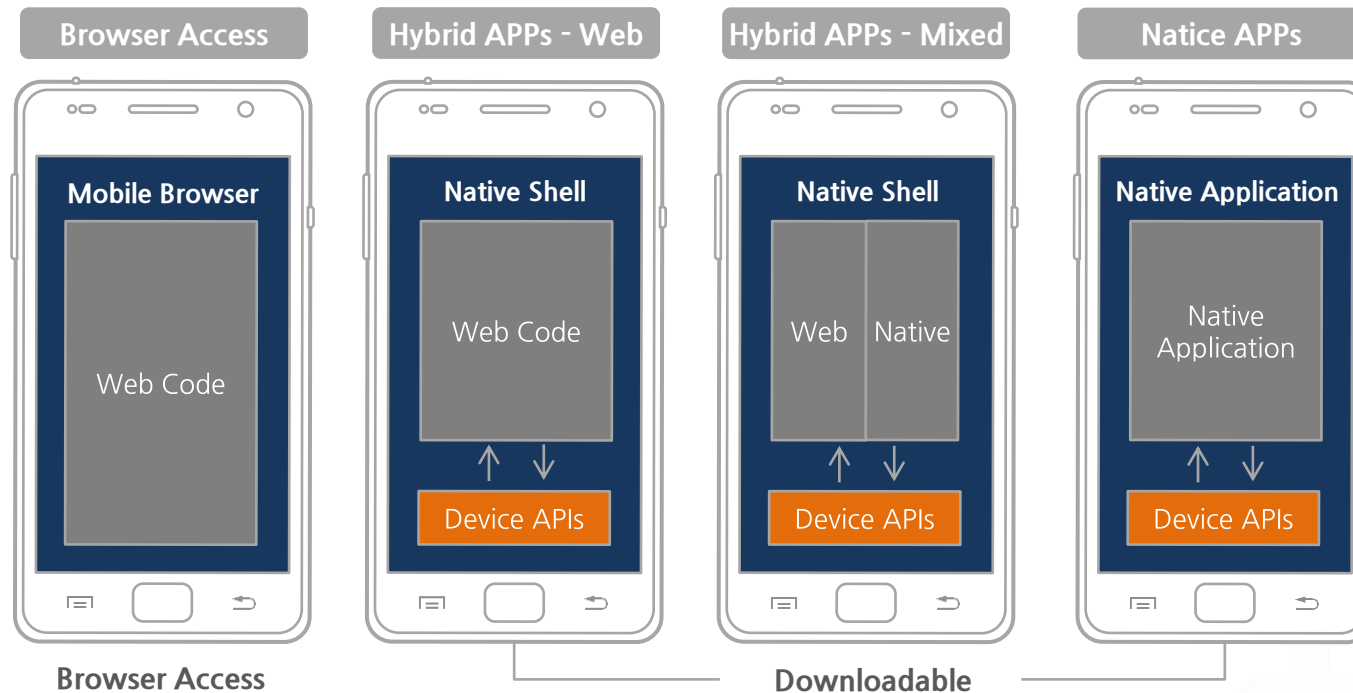 Browser Access
Hybrid APPs - Web
Hybrid APPs - Mixed
Natice APPs
Mobile Browser
Web Code
Native Shell
Web Code
Device APIs
Native Shell
Web
Native
Device APIs
Native Application
Native
Application
Device APIs
Browser Access
Downloadable